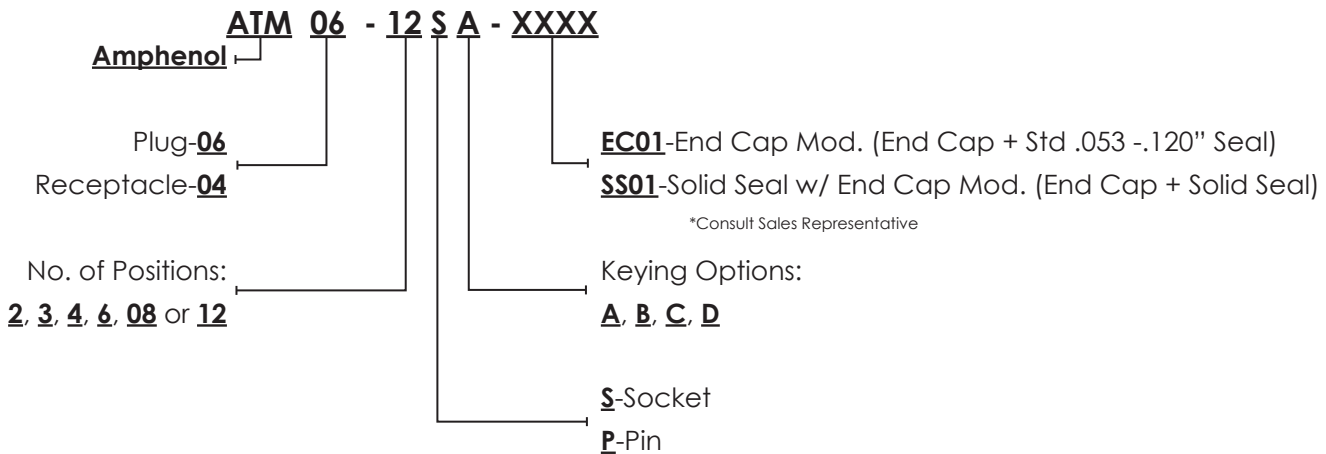 ATM 06 - 12 S A - XXXX
Amphenol
Plug-06
Receptacle-04
EC01-End Cap Mod. (End Cap + Std .053 -.120” Seal)
SS01-Solid Seal w/ End Cap Mod. (End Cap + Solid Seal)
*Consult Sales Representative
No. of Positions:
2, 3, 4, 6, 08 or 12
Keying Options:
A, B, C, D
S-Socket
P-Pin